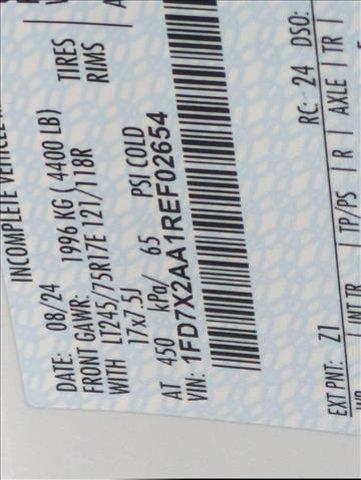 INCOMPLETE VEHICLE
DATE: 08/24
FRONT GAWR: 1996 KG ( 4400 LB)
WITH LT245/75R17E 121/118R TIRES
17x7.5J RIMS
AT 450 kPa/ 65 PSI COLD
VIN: 1FD7X2AA1REF02654
EXT PNT: Z1 RC: 24 DSO:
INT TR TP/PS R AXLE TR